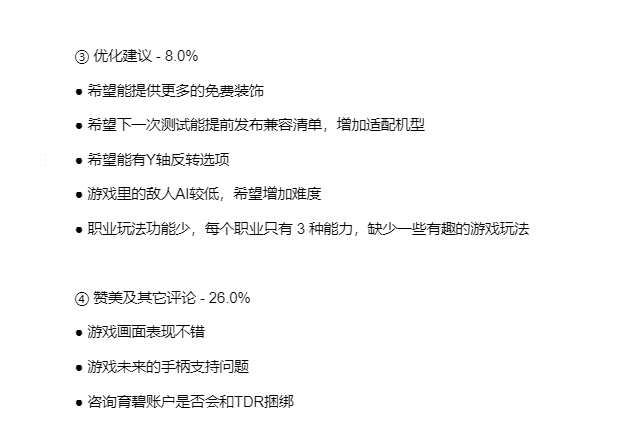 ③ 优化建议 - 8.0%
● 希望能提供更多的免费装饰
● 希望下一次测试能提前发布兼容清单，增加适配机型
● 希望能有Y轴反转选项
● 游戏里的敌人AI较低，希望增加难度
● 职业玩法功能少，每个职业只有 3 种能力，缺少一些有趣的游戏玩法
④ 赞美及其它评论 - 26.0%
● 游戏画面表现不错
● 游戏未来的手柄支持问题
● 咨询育碧账户是否会和TDR捆绑